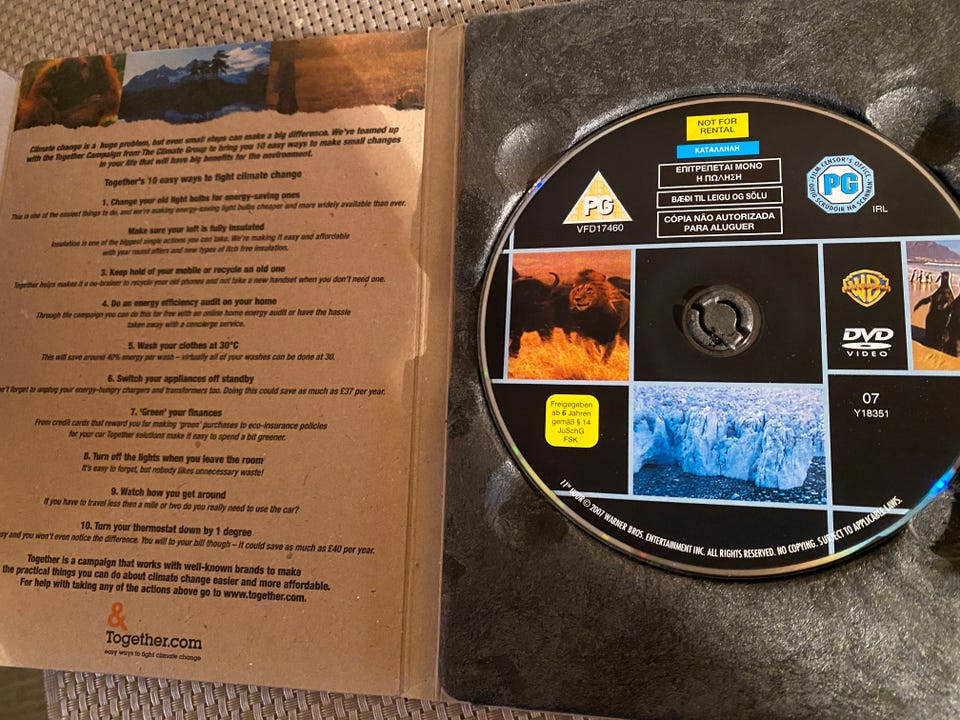 Climate change is a huge problem, but even small steps can make a big difference. We've teamed up
with the Together Campaign from The Climate Group to bring you 10 easy ways to make small changes
in your life that will have big benefits for the environment.
Together's 10 easy ways to fight climate change
1. Change your old light bulbs for energy-saving ones
This is one of the easiest things to do, and we're making energy-saving light bulbs cheaper and more widely available than ever.
Make sure your loft is fully insulated
Insulation is one of the biggest single actions you can take. We're making it easy and affordable
with year round offers and new types of itch free insulation.
3. Keep hold of your mobile or recycle an old one
Together helps makes it a no-brainer to recycle your old phones and not take a new handset when you don't need one.
4. Do an energy efficiency audit on your home
Through the campaign you can do this for free with an online home energy audit or have the hassle
taken away with a concierge service.
5. Wash your clothes at 30°C
This will save around 40% energy per wash – virtually all of your washes can be done at 30.
6. Switch your appliances off standby
n't forget to unplug your energy-hungry chargers and transformers too. Doing this could save as much as £37 per year.
7. 'Green' your finances
From credit cards that reward you for making 'green' purchases to eco-insurance policies
for your car Together solutions make it easy to spend a bit greener.
8. Turn off the lights when you leave the room
It's easy to forget, but nobody likes unnecessary waste!
9. Watch how you get around
If you have to travel less then a mile or two do you really need to use the car?
10. Turn your thermostat down by 1 degree
sy and you won't even notice the difference. You will to your bill though – it could save as much as £40 per year.
Together is a campaign that works with well-known brands to make
the practical things you can do about climate change easier and more affordable.
For help with taking any of the actions above go to www.together.com.
&
Together.com
easy ways to fight climate change
NOT FOR
RENTAL
ΚΑΤΑΛΛΗΛΗ
ΕΠΙΤΡΕΠΕΤΑΙ ΜΟΝΟ
Η ΠΩΛΗΣΗ
BÆÐI TIL LEIGU OG SÖLU
CÓPIA NÃO AUTORIZADA
PARA ALUGUER
PG
VFD17460
FILM CENSOR'S OFFICE
PG
OIFIG SCRÚDÓIR NA SCANNÁN
IRL
WB
DVD
VIDEO
07
Y18351
Freigegeben
ab 6 Jahren
gemäß § 14
JuSchG
FSK
11TH HOUR © 2007 WARNER BROS. ENTERTAINMENT INC. ALL RIGHTS RESERVED. NO COPYING. SUBJECT TO APPLICABLE LAWS.